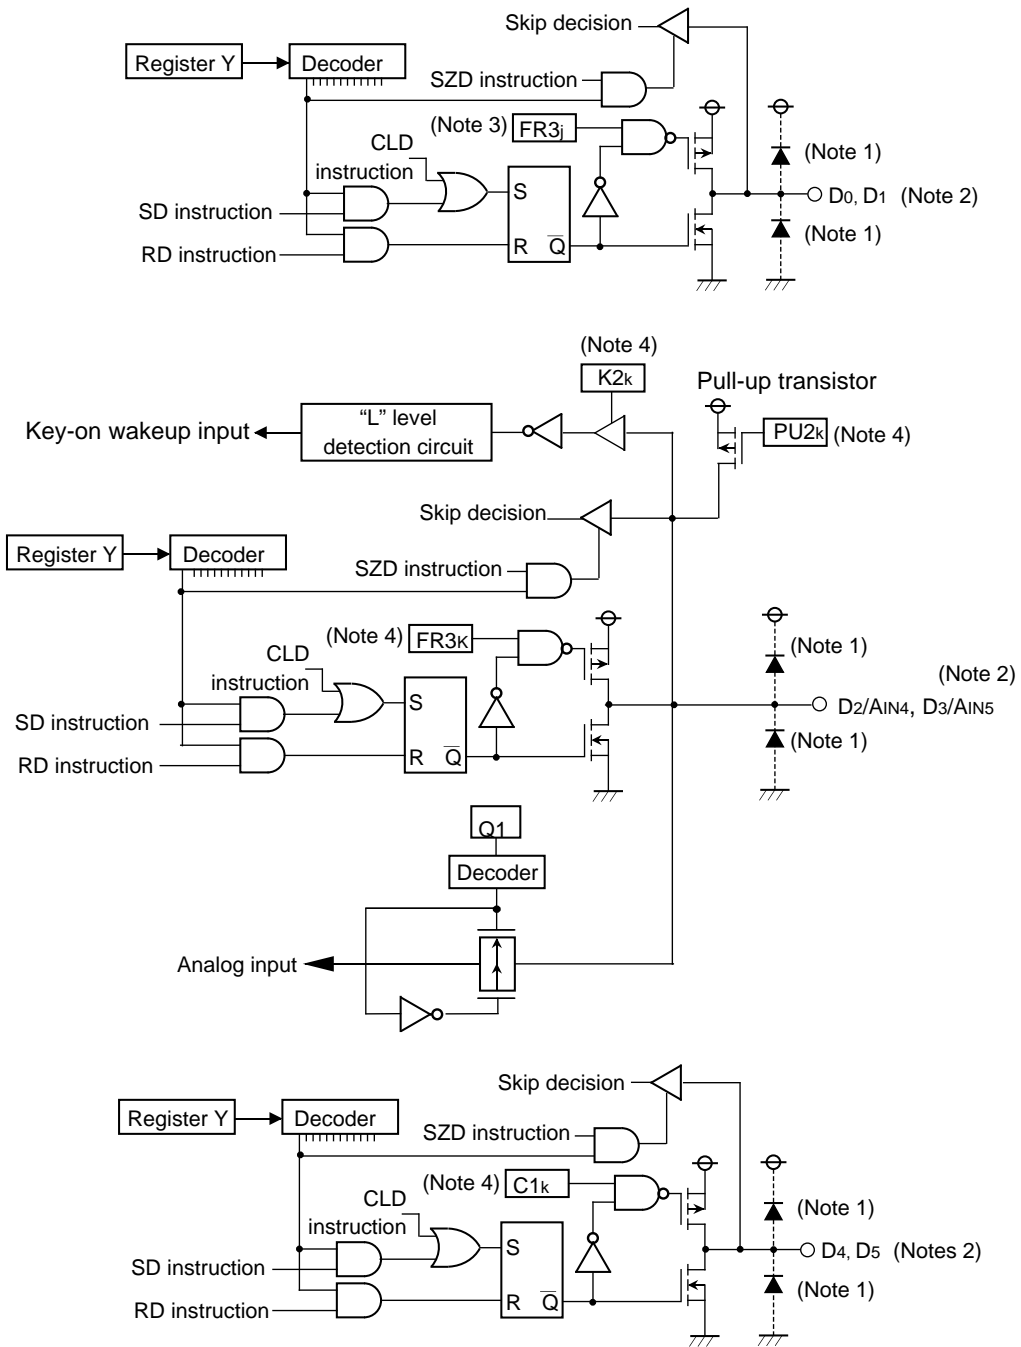 Skip decision
Register Y
Decoder
SZD instruction
(Note 3)
FR3j
CLD
instruction
(Note 1)
S
D0, D1 (Note 2)
SD instruction
(Note 1)
R
Q
RD instruction
(Note 4)
K2k
Pull-up transistor
“L” level
detection circuit
Key-on wakeup input
PU2k
(Note 4)
Skip decision
Register Y
Decoder
SZD instruction
(Note 4)
FR3K
CLD
instruction
(Note 1)
(Note 2)
S
D2/AIN4, D3/AIN5
SD instruction
(Note 1)
R
Q
RD instruction
Q1
Decoder
Analog input
Skip decision
Register Y
Decoder
SZD instruction
(Note 4)
C1k
CLD
instruction
(Note 1)
S
D4, D5 (Notes 2)
SD instruction
(Note 1)
R
Q
RD instruction